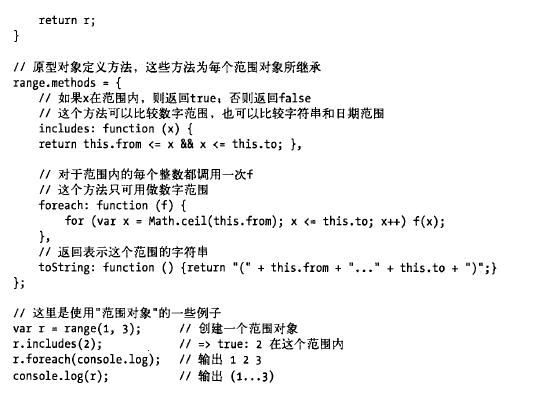 return r;
}
// 原型对象定义方法，这些方法为每个范围对象所继承
range.methods = {
// 如果x在范围内，则返回true；否则返回false
// 这个方法可以比较数字范围，也可以比较字符串和日期范围
includes: function (x) {
return this.from <= x && x <= this.to; },
// 对于范围内的每个整数都调用一次f
// 这个方法只可用做数字范围
foreach: function (f) {
for (var x = Math.ceil(this.from); x <= this.to; x++) f(x);
},
// 返回表示这个范围的字符串
toString: function () {return "(" + this.from + "..." + this.to + ")";}
};
// 这里是使用"范围对象"的一些例子
var r = range(1, 3); // 创建一个范围对象
r.includes(2); // => true: 2 在这个范围内
r.foreach(console.log); // 输出 1 2 3
console.log(r); // 输出 (1...3)